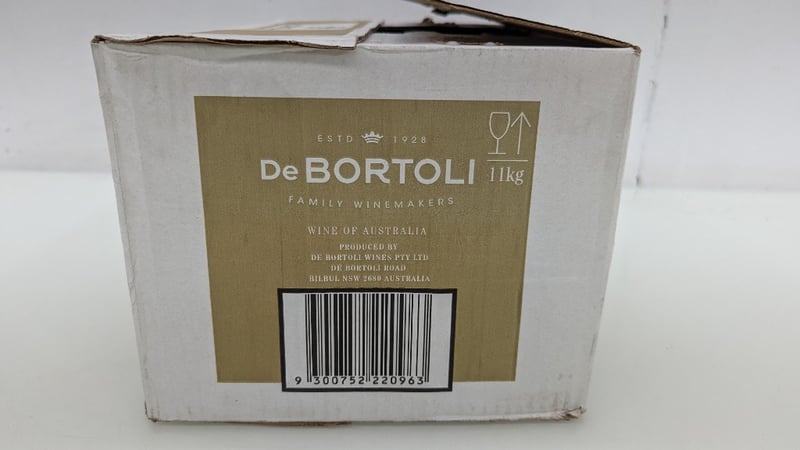 ESTD 1928
De BORTOLI
FAMILY WINEMAKERS
WINE OF AUSTRALIA
PRODUCED BY
DE BORTOLI WINES PTY LTD
DE BORTOLI ROAD
BILBUL NSW 2680 AUSTRALIA
11kg
9 300752 220963